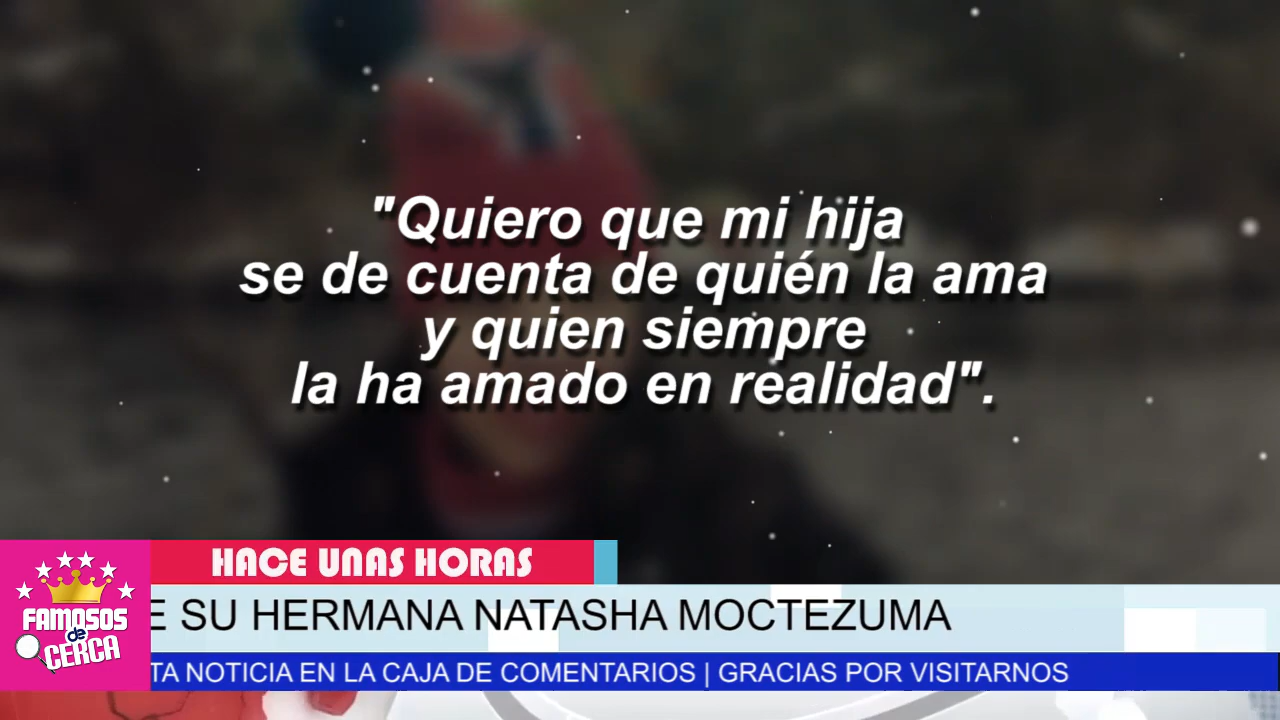 "Quiero que mi hija
se de cuenta de quién la ama
y quien siempre
la ha amado en realidad".
HACE UNAS HORAS
FAMOSOS
de
CERCA
E SU HERMANA NATASHA MOCTEZUMA
TA NOTICIA EN LA CAJA DE COMENTARIOS | GRACIAS POR VISITARNOS